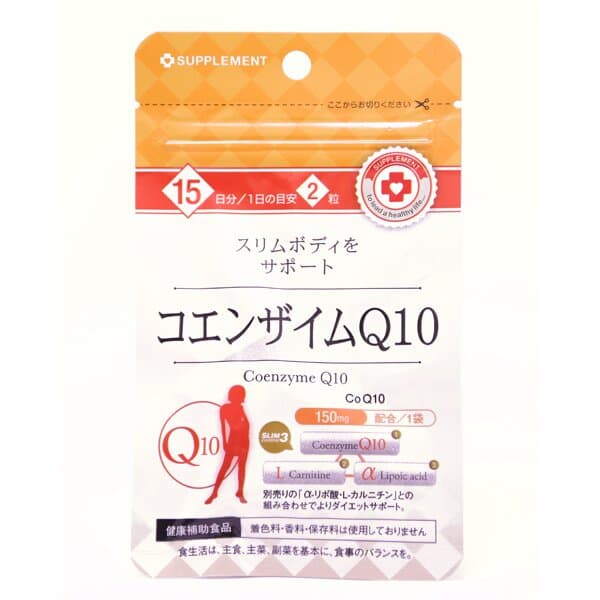 SUPPLEMENT
ここからお切りください
15日分/1日の目安2粒
SUPPLEMENT
to lead a healthy life...
スリムボディを
サポート
コエンザイムQ10
Coenzyme Q10
CoQ10
150mg 配合/1袋
Q10
SLIM
3
Coenzyme Q10 1
L Carnitine 2
α Lipoic acid 3
別売りの「α-リポ酸・L-カルニチン」との
組み合わせでよりダイエットサポート。
健康補助食品
着色料・香料・保存料は使用しておりません
食生活は、主食、主菜、副菜を基本に、食事のバランスを。